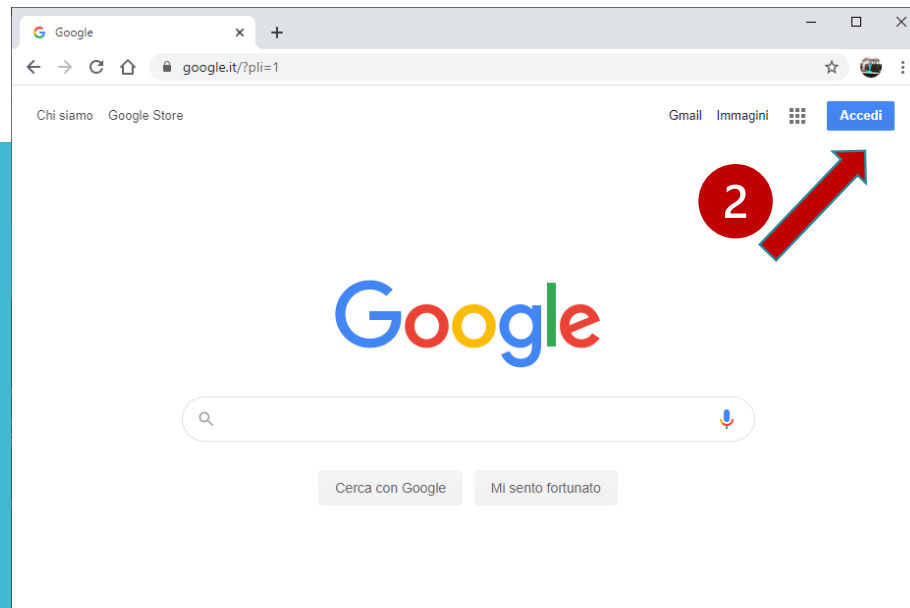 Google
google.it/?pli=1
Chi siamo Google Store Gmail Immagini Accedi
2
Google
Cerca con Google Mi sento fortunato